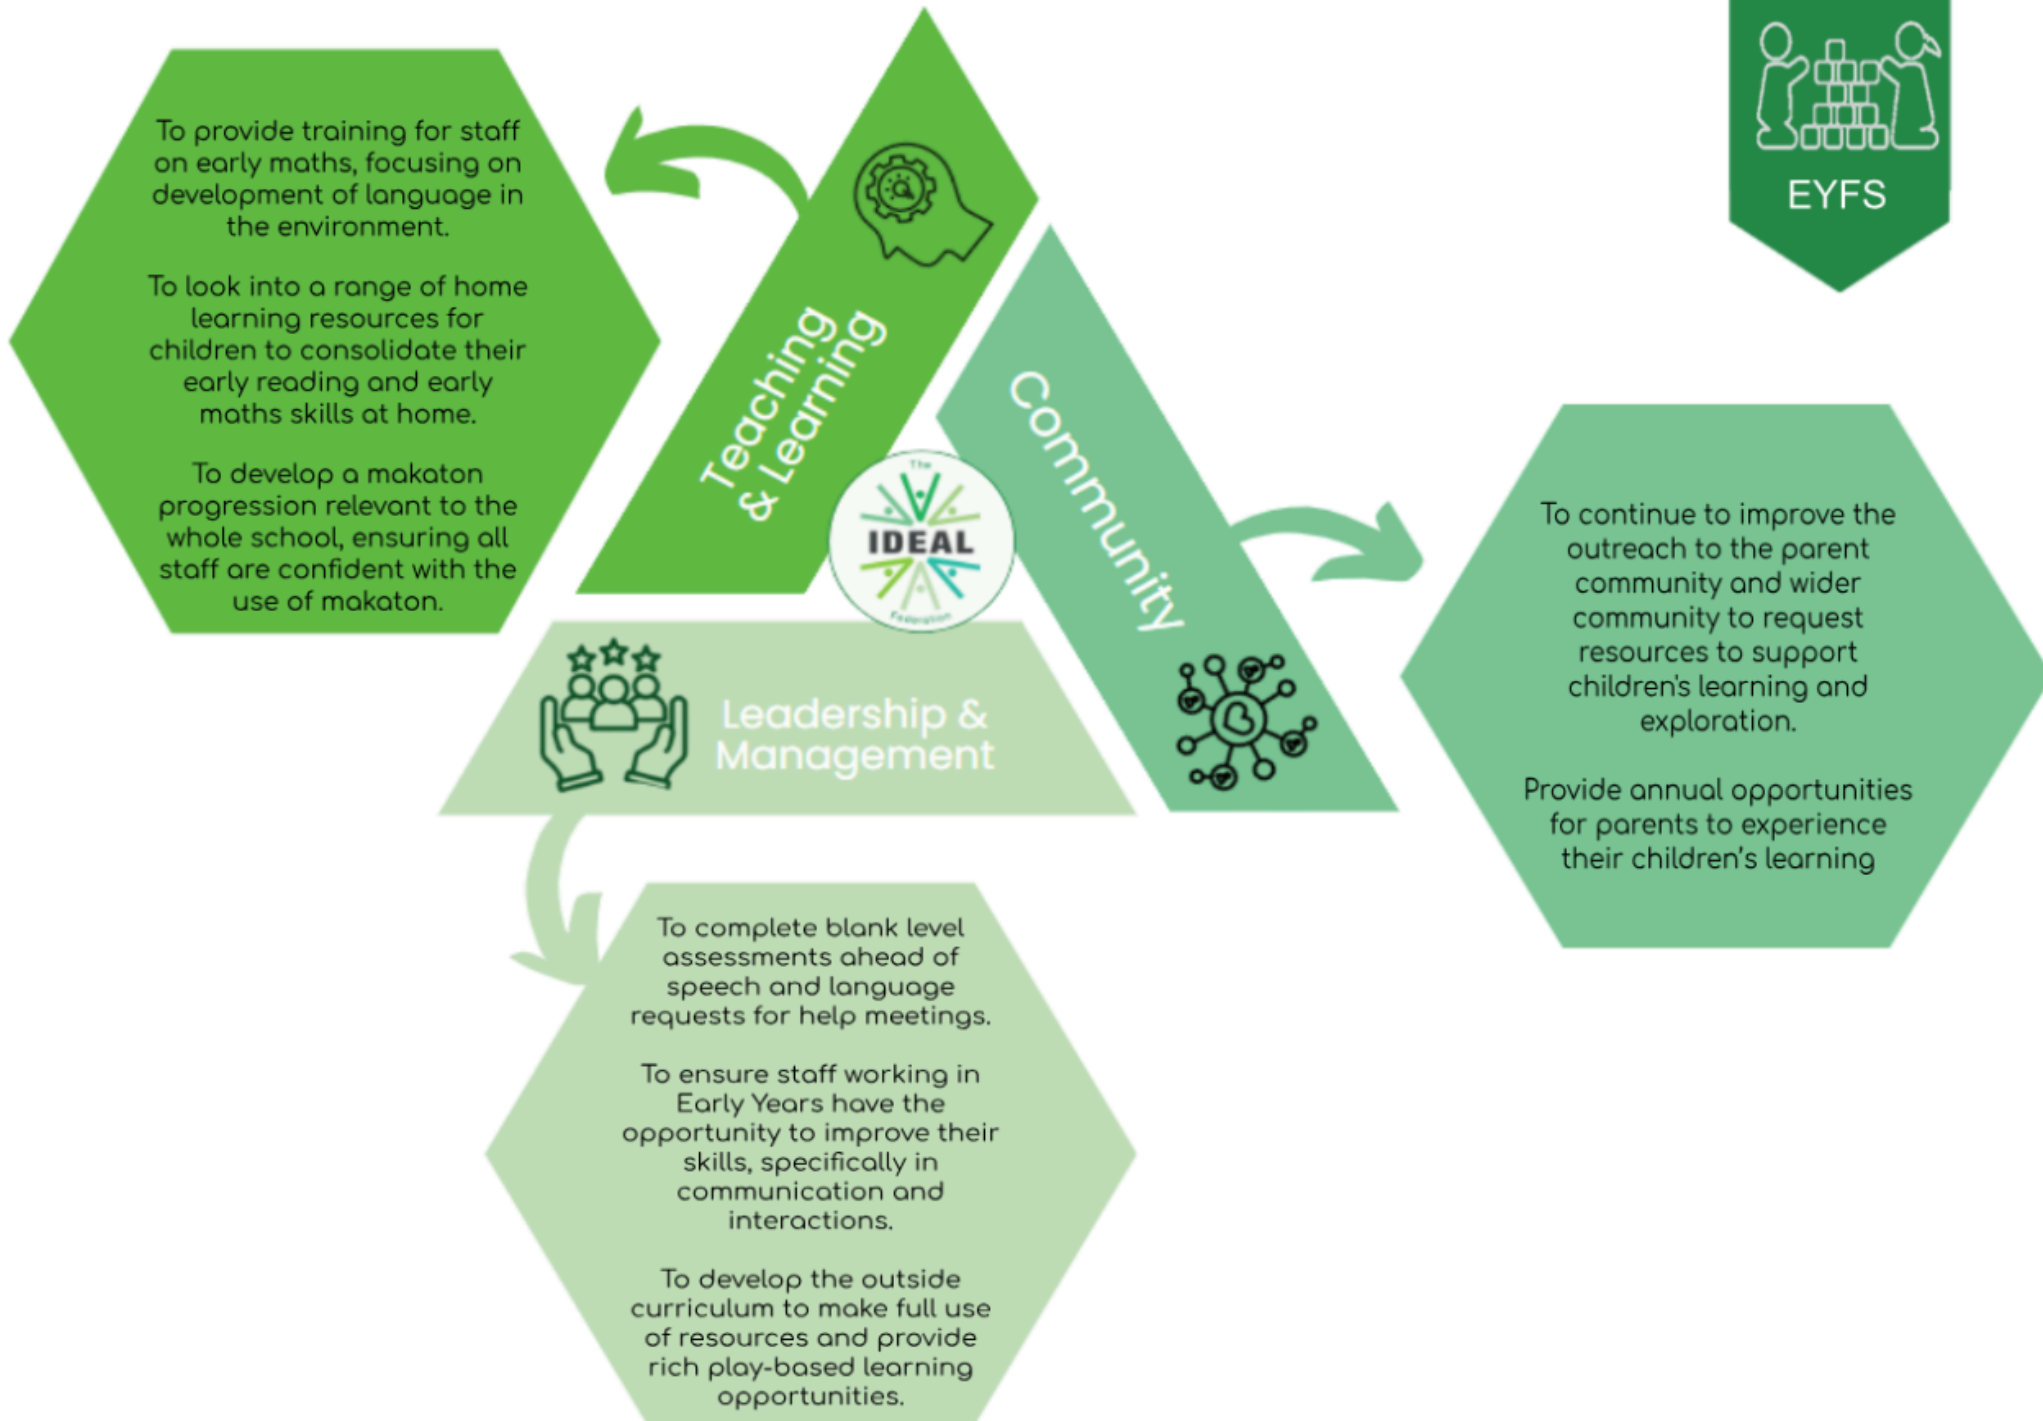 To provide training for staff
on early maths, focusing on
development of language in
the environment.
To look into a range of home
learning resources for
children to consolidate their
early reading and early
maths skills at home.
To develop a makaton
progression relevant to the
whole school, ensuring all
staff are confident with the
use of makaton.
Teaching
& Learning
EYFS
Community
The
IDEAL
Federation
Leadership &
Management
To continue to improve the
outreach to the parent
community and wider
community to request
resources to support
children's learning and
exploration.
Provide annual opportunities
for parents to experience
their children's learning
To complete blank level
assessments ahead of
speech and language
requests for help meetings.
To ensure staff working in
Early Years have the
opportunity to improve their
skills, specifically in
communication and
interactions.
To develop the outside
curriculum to make full use
of resources and provide
rich play-based learning
opportunities.